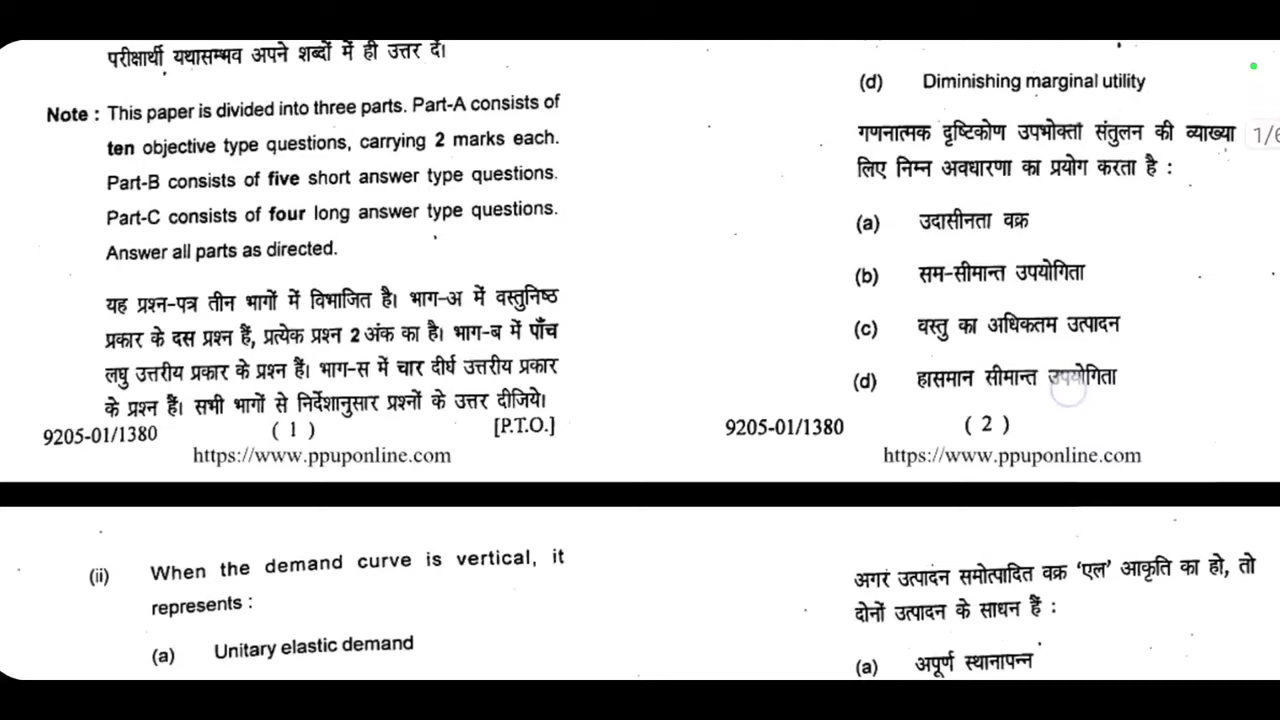 परीक्षार्थी यथासम्भव अपने शब्दों में ही उत्तर दें।
Note : This paper is divided into three parts. Part-A consists of
ten objective type questions, carrying 2 marks each.
Part-B consists of five short answer type questions.
Part-C consists of four long answer type questions.
Answer all parts as directed.
यह प्रश्न-पत्र तीन भागों में विभाजित है। भाग-अ में वस्तुनिष्ठ
प्रकार के दस प्रश्न हैं, प्रत्येक प्रश्न 2 अंक का है। भाग-ब में पाँच
लघु उत्तरीय प्रकार के प्रश्न हैं। भाग-स में चार दीर्घ उत्तरीय प्रकार
के प्रश्न हैं। सभी भागों से निर्देशानुसार प्रश्नों के उत्तर दीजिये।
9205-01/1380 ( 1 ) [P.T.O.]
https://www.ppuponline.com
(d) Diminishing marginal utility
गणनात्मक दृष्टिकोण उपभोक्ता संतुलन की व्याख्या
लिए निम्न अवधारणा का प्रयोग करता है :
(a) उदासीनता वक्र
(b) सम-सीमान्त उपयोगिता
(c) वस्तु का अधिकतम उत्पादन
(d) हासमान सीमान्त उपयोगिता
9205-01/1380 ( 2 )
https://www.ppuponline.com
1/6
(ii) When the demand curve is vertical, it
represents :
(a) Unitary elastic demand
अगर उत्पादन समोत्पादित वक्र ‘एल’ आकृति का हो, तो
दोनों उत्पादन के साधन हैं :
(a) अपूर्ण स्थानापन्न